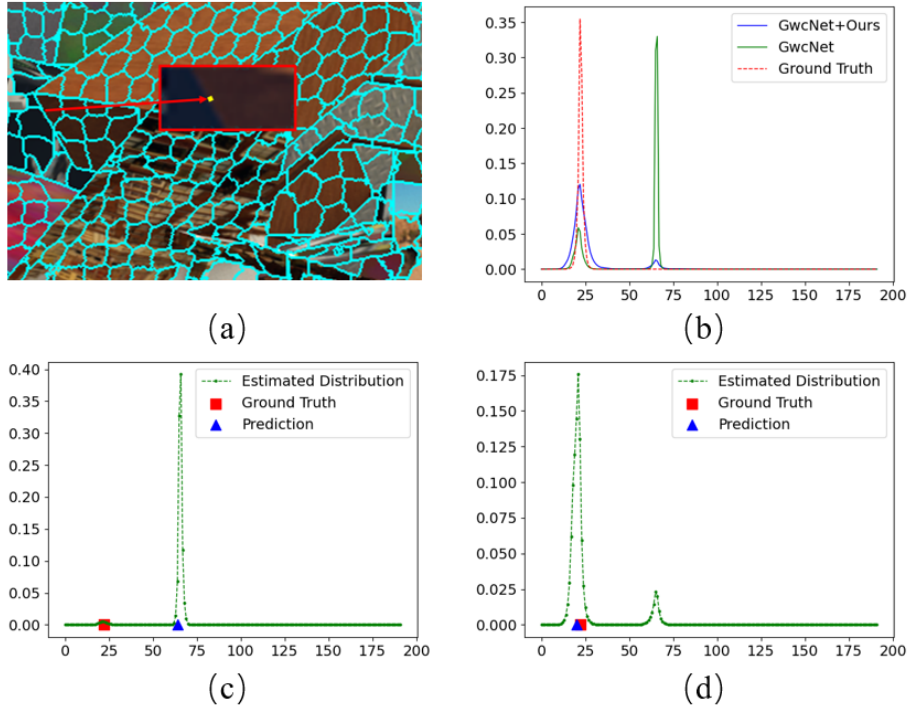 (a)
0.35
0.30
0.25
0.20
0.15
0.10
0.05
0.00
0 25 50 75 100 125 150 175 200
GwcNet+Ours
GwcNet
Ground Truth
(b)
0.40
0.35
0.30
0.25
0.20
0.15
0.10
0.05
0.00
0 25 50 75 100 125 150 175 200
Estimated Distribution
Ground Truth
Prediction
(c)
0.175
0.150
0.125
0.100
0.075
0.050
0.025
0.000
0 25 50 75 100 125 150 175 200
Estimated Distribution
Ground Truth
Prediction
(d)